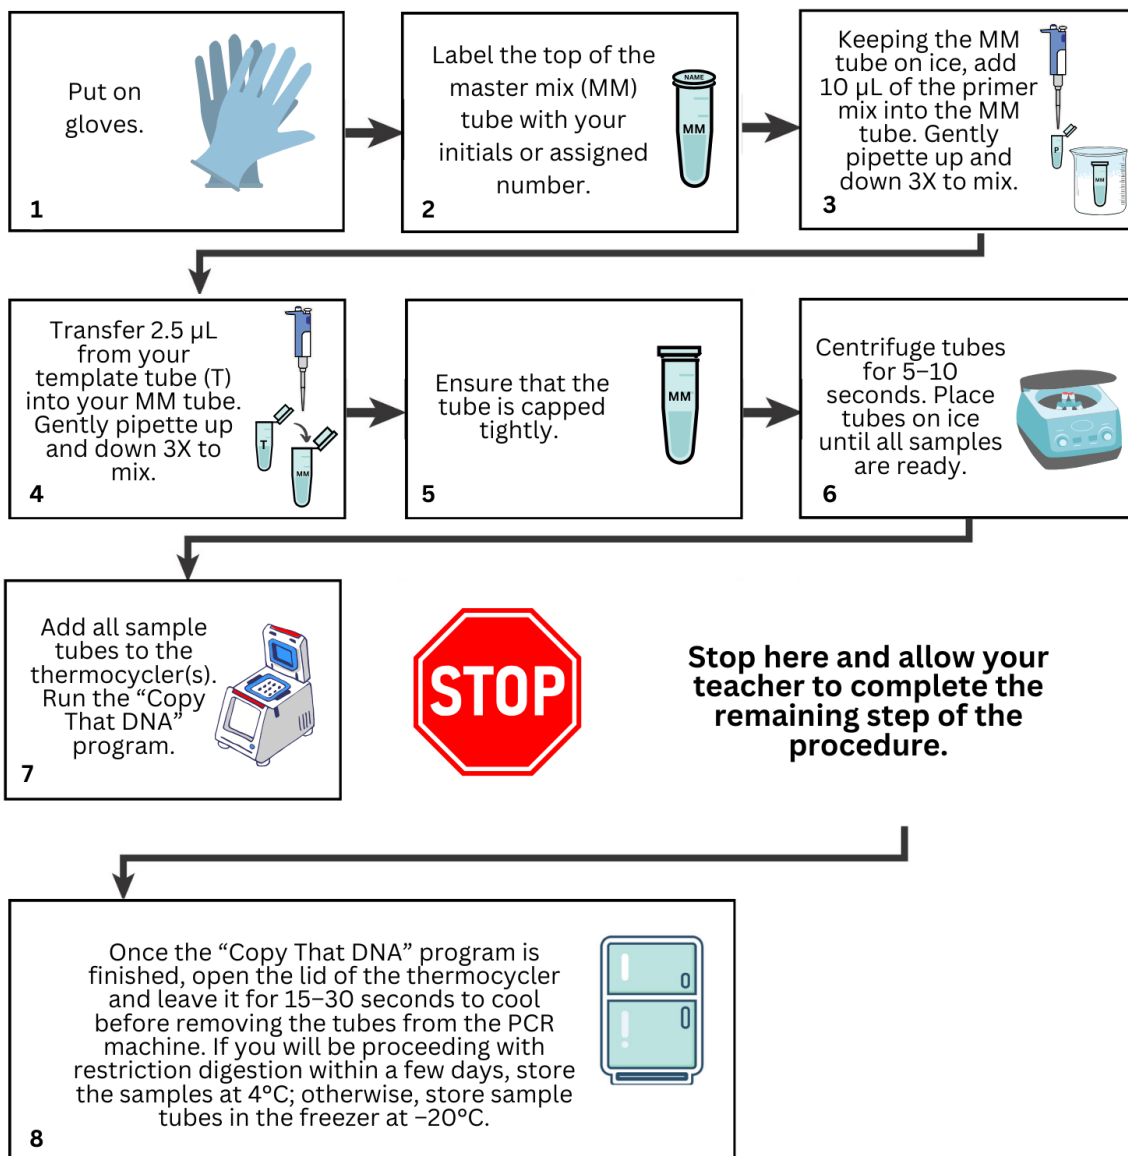 Put on
gloves.
1
Label the top of the
master mix (MM)
tube with your
initials or assigned
number.
NAME
MM
2
Keeping the MM
tube on ice, add
10 µL of the primer
mix into the MM
tube. Gently
pipette up and
down 3X to mix.
P
MM
3
Transfer 2.5 µL
from your
template tube (T)
into your MM tube.
Gently pipette up
and down 3X to
mix.
T
MM
4
Ensure that the
tube is capped
tightly.
MM
5
Centrifuge tubes
for 5–10
seconds. Place
tubes on ice
until all samples
are ready.
6
Add all sample
tubes to the
thermocycler(s).
Run the “Copy
That DNA”
program.
7
STOP
Stop here and allow your
teacher to complete the
remaining step of the
procedure.
Once the “Copy That DNA” program is
finished, open the lid of the thermocycler
and leave it for 15–30 seconds to cool
before removing the tubes from the PCR
machine. If you will be proceeding with
restriction digestion within a few days, store
the samples at 4°C; otherwise, store sample
tubes in the freezer at –20°C.
8